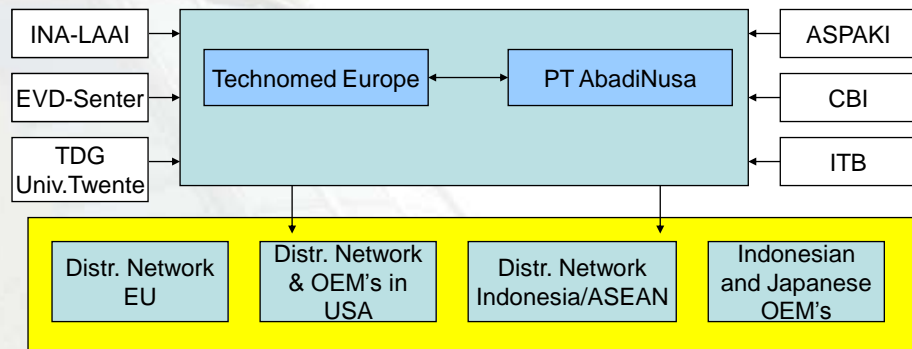 INA-LAAI
EVD-Senter
TDG
Univ.Twente
Technomed Europe
PT AbadiNusa
ASPAKI
CBI
ITB
Distr. Network
EU
Distr. Network
& OEM's in
USA
Distr. Network
Indonesia/ASEAN
Indonesian
and Japanese
OEM's